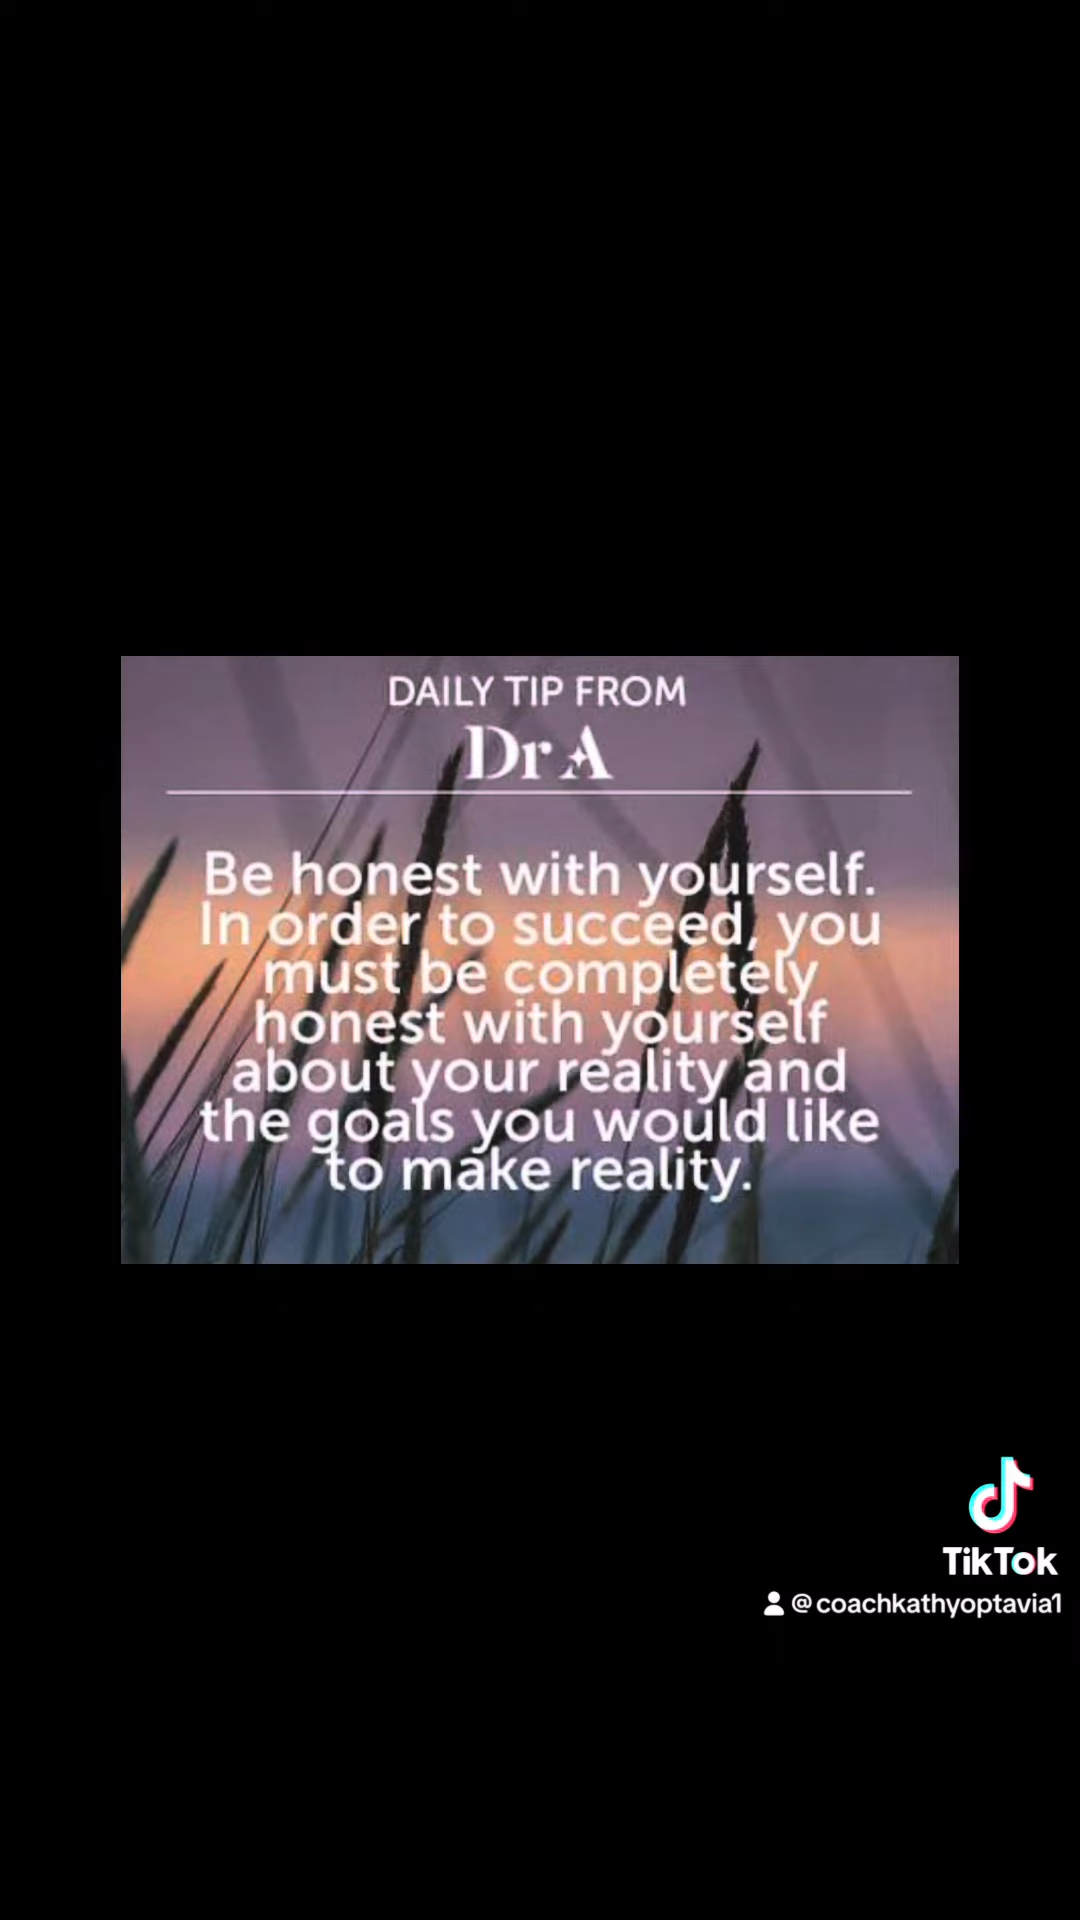 DAILY TIP FROM
Dr A
Be honest with yourself.
In order to succeed, you
must be completely
honest with yourself
about your reality and
the goals you would like
to make reality.
TikTok
@coachkathyoptavia1